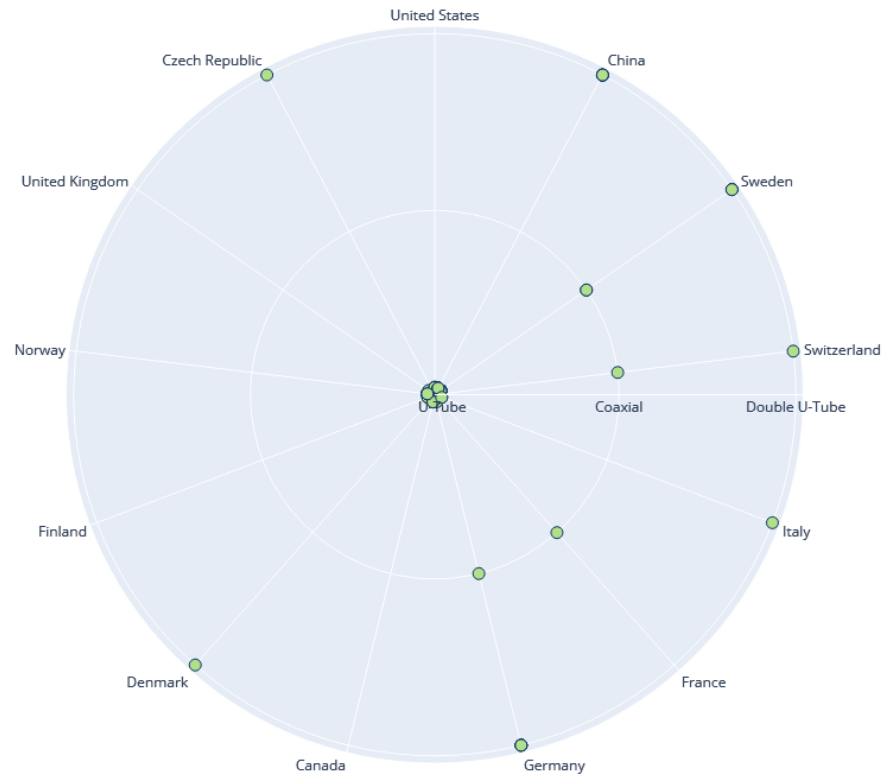 United States
Czech Republic
China
United Kingdom
Sweden
Norway
Switzerland
U-Tube
Coaxial
Double U-Tube
Finland
Italy
Denmark
France
Canada
Germany